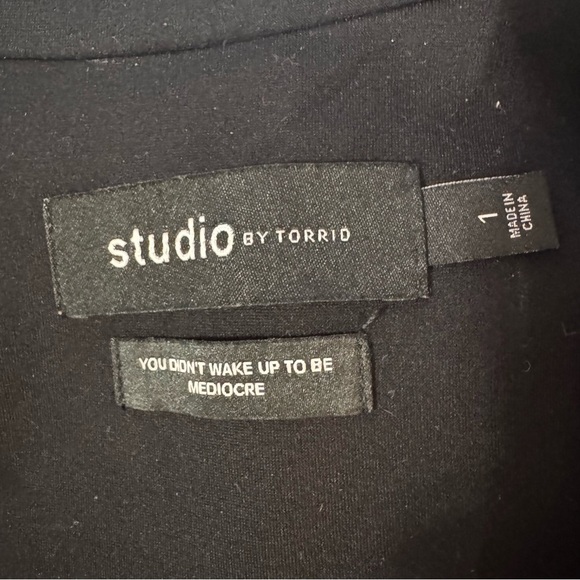 studio BY TORRID
1
MADE IN
CHINA
YOU DIDN'T WAKE UP TO BE
MEDIOCRE